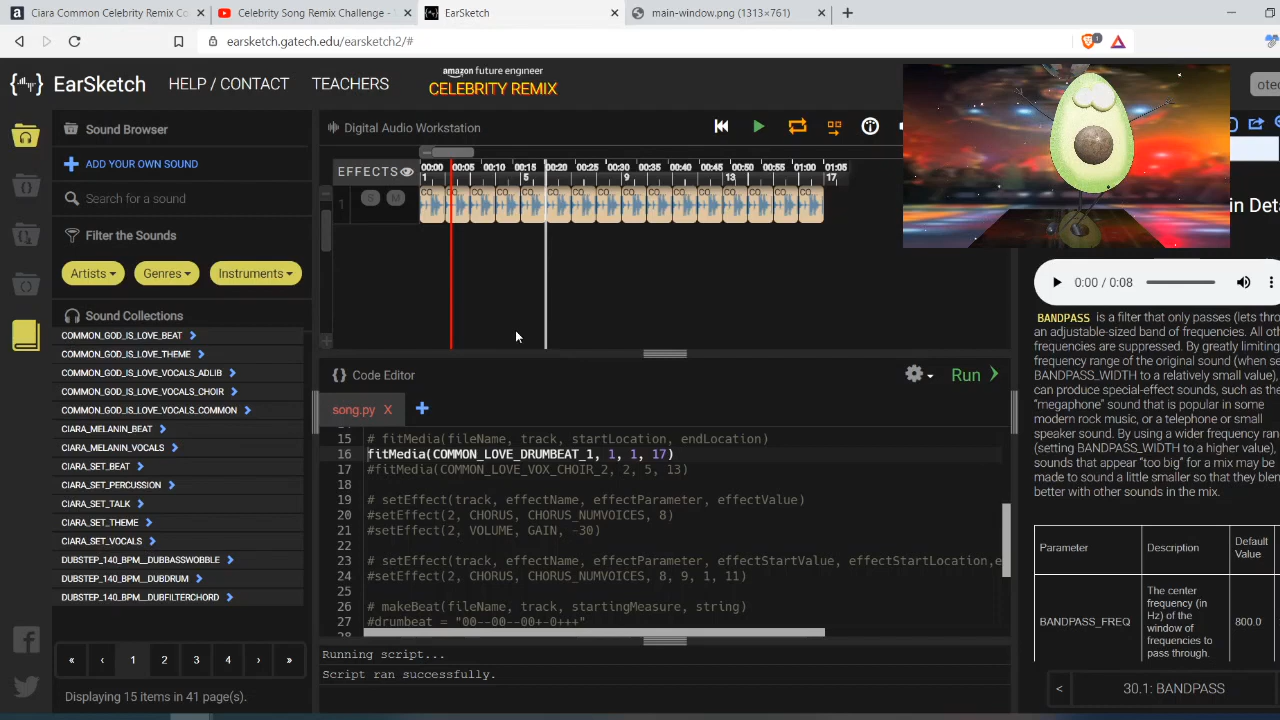 Ciara Common Celebrity Remix Co
Celebrity Song Remix Challenge -
EarSketch
main-window.png (1313×761)
earsketch.gatech.edu/earsketch2/#
1
EarSketch
HELP / CONTACT
TEACHERS
amazon future engineer
CELEBRITY REMIX
Sound Browser
ADD YOUR OWN SOUND
Search for a sound
Filter the Sounds
Artists
Genres
Instruments
Sound Collections
COMMON_GOD_IS_LOVE_BEAT
COMMON_GOD_IS_LOVE_THEME
COMMON_GOD_IS_LOVE_VOCALS_ADLIB
COMMON_GOD_IS_LOVE_VOCALS_CHOIR
COMMON_GOD_IS_LOVE_VOCALS_COMMON
CIARA_MELANIN_BEAT
CIARA_MELANIN_VOCALS
CIARA_SET_BEAT
CIARA_SET_PERCUSSION
CIARA_SET_TALK
CIARA_SET_THEME
CIARA_SET_VOCALS
DUBSTEP_140_BPM__DUBBASSWOBBLE
DUBSTEP_140_BPM__DUBDRUM
DUBSTEP_140_BPM__DUBFILTERCHORD
« ‹ 1 2 3 4 › »
Displaying 15 items in 41 page(s).
Digital Audio Workstation
EFFECTS
00:00 00:05 00:10 00:15 00:20 00:25 00:30 00:35 00:40 00:45 00:50 00:55 01:00 01:05
1 5 13 17
1 S M
Code Editor
Run
song.py
15 # fitMedia(fileName, track, startLocation, endLocation)
16 fitMedia(COMMON_LOVE_DRUMBEAT_1, 1, 1, 17)
17 #fitMedia(COMMON_LOVE_VOX_CHOIR_2, 2, 5, 13)
18
19 # setEffect(track, effectName, effectParameter, effectValue)
20 #setEffect(2, CHORUS, CHORUS_NUMVOICES, 8)
21 #setEffect(2, VOLUME, GAIN, -30)
22
23 # setEffect(track, effectName, effectParameter, effectStartValue, effectStartLocation,e
24 #setEffect(2, CHORUS, CHORUS_NUMVOICES, 8, 9, 1, 11)
25
26 # makeBeat(fileName, track, startingMeasure, string)
27 #drumbeat = "00--00--00+-0+++"
28
Running script...
Script ran successfully.
otec
in Deta
0:00 / 0:08
BANDPASS is a filter that only passes (lets thro
an adjustable-sized band of frequencies. All oth
frequencies are suppressed. By greatly limiting
frequency range of the original sound (when se
BANDPASS_WIDTH to a relatively small value),
can produce special-effect sounds, such as the
"megaphone" sound that is popular in some
modern rock music, or a telephone or small
speaker sound. By using a wider frequency ran
(setting BANDPASS_WIDTH to a higher value),
sounds that appear "too big" for a mix may be
made to sound a little smaller so that they blen
better with other sounds in the mix.
Parameter
Description
Default
Value
BANDPASS_FREQ
The center
frequency (in
Hz) of the
window of
frequencies to
pass through.
800.0
<
30.1: BANDPASS